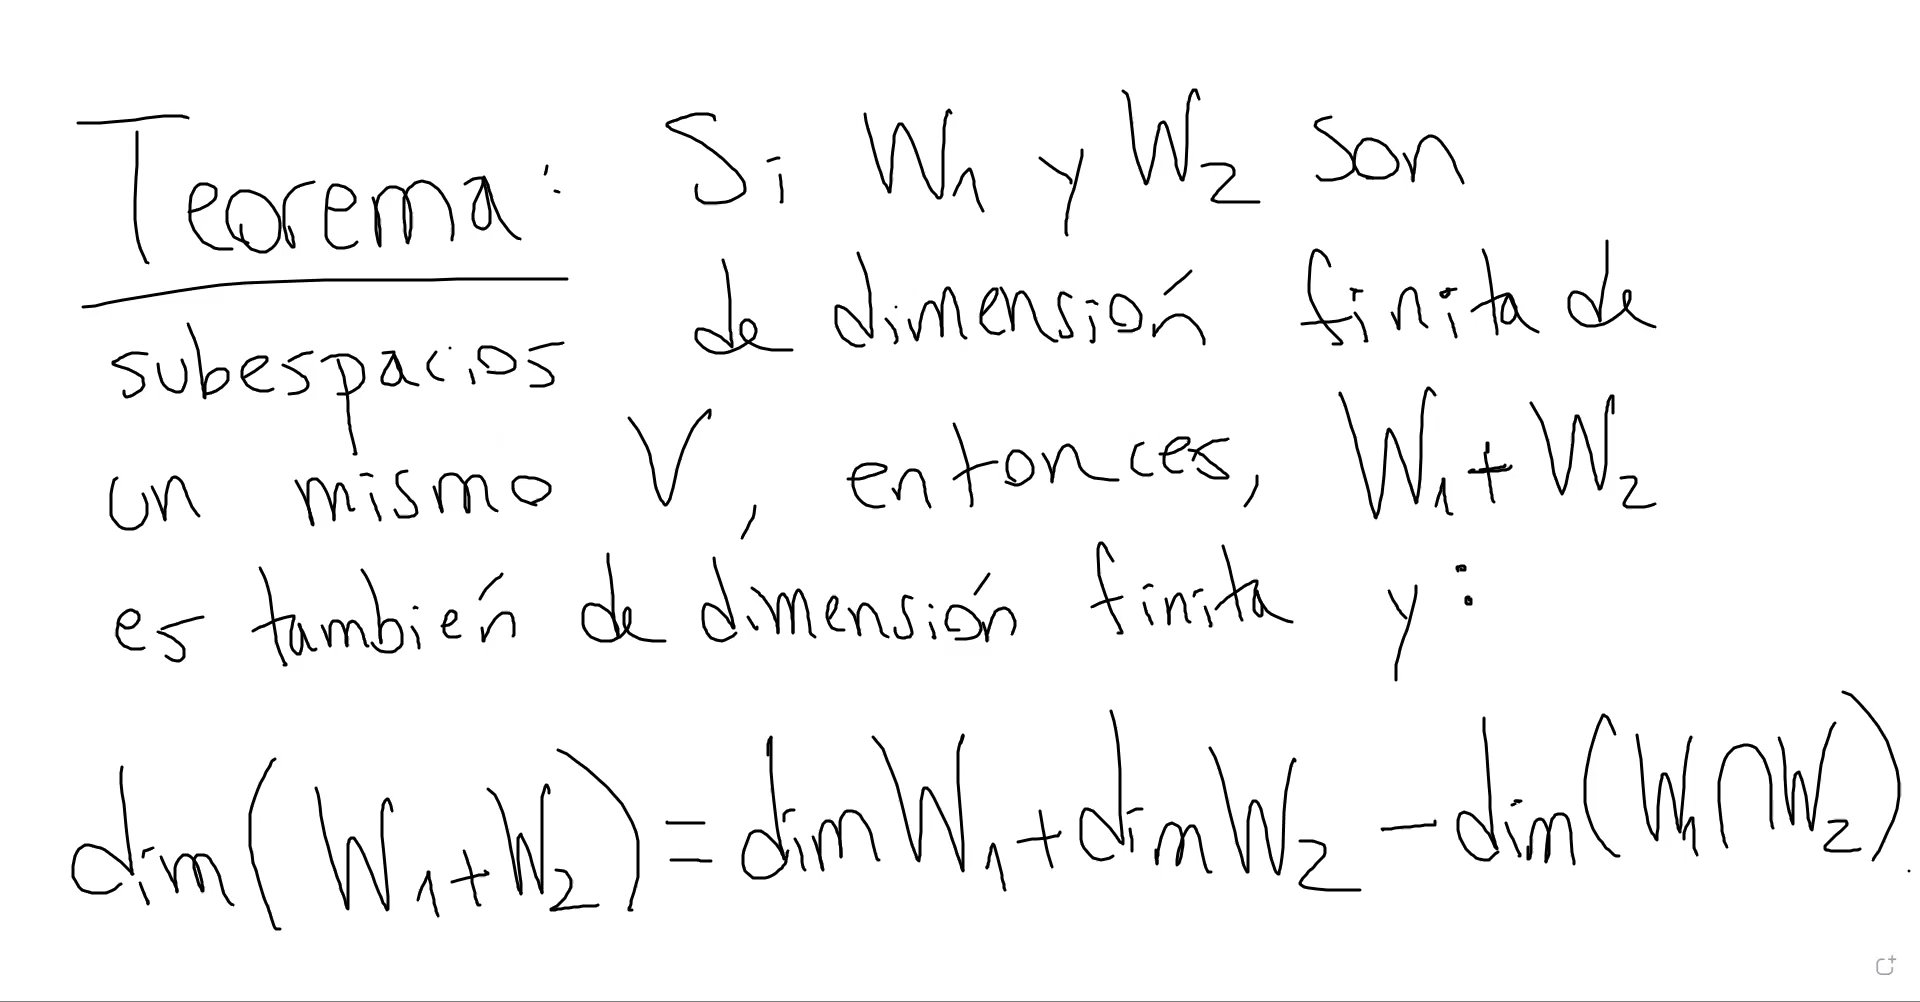 Teorema: Si W₁ y W₂ son
subespacios de dimensión finita de
un mismo V, entonces, W₁ + W₂
es también de dimensión finita y:
dim(W₁+W₂) = dim W₁ + dim W₂ - dim(W₁∩W₂).